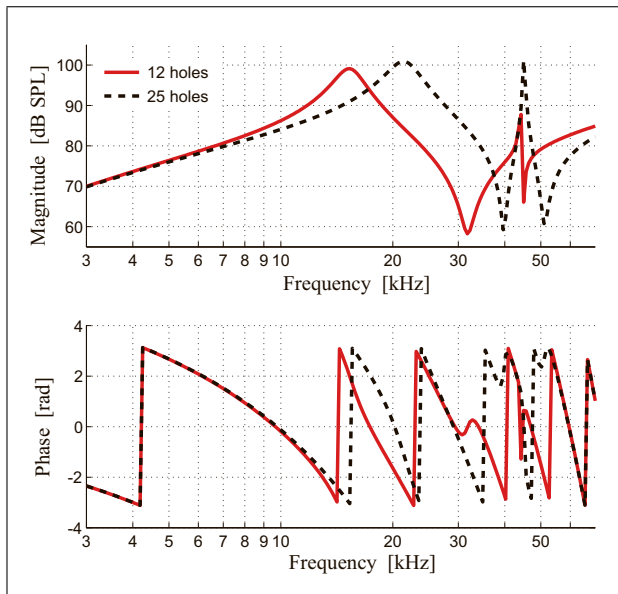 100
90
80
70
60
Magnitude [dB SPL]
12 holes
25 holes
3 4 5 6 7 8 9 10 20 30 50
Frequency [kHz]
4
2
0
-2
-4
Phase [rad]
3 4 5 6 7 8 9 10 20 30 50
Frequency [kHz]